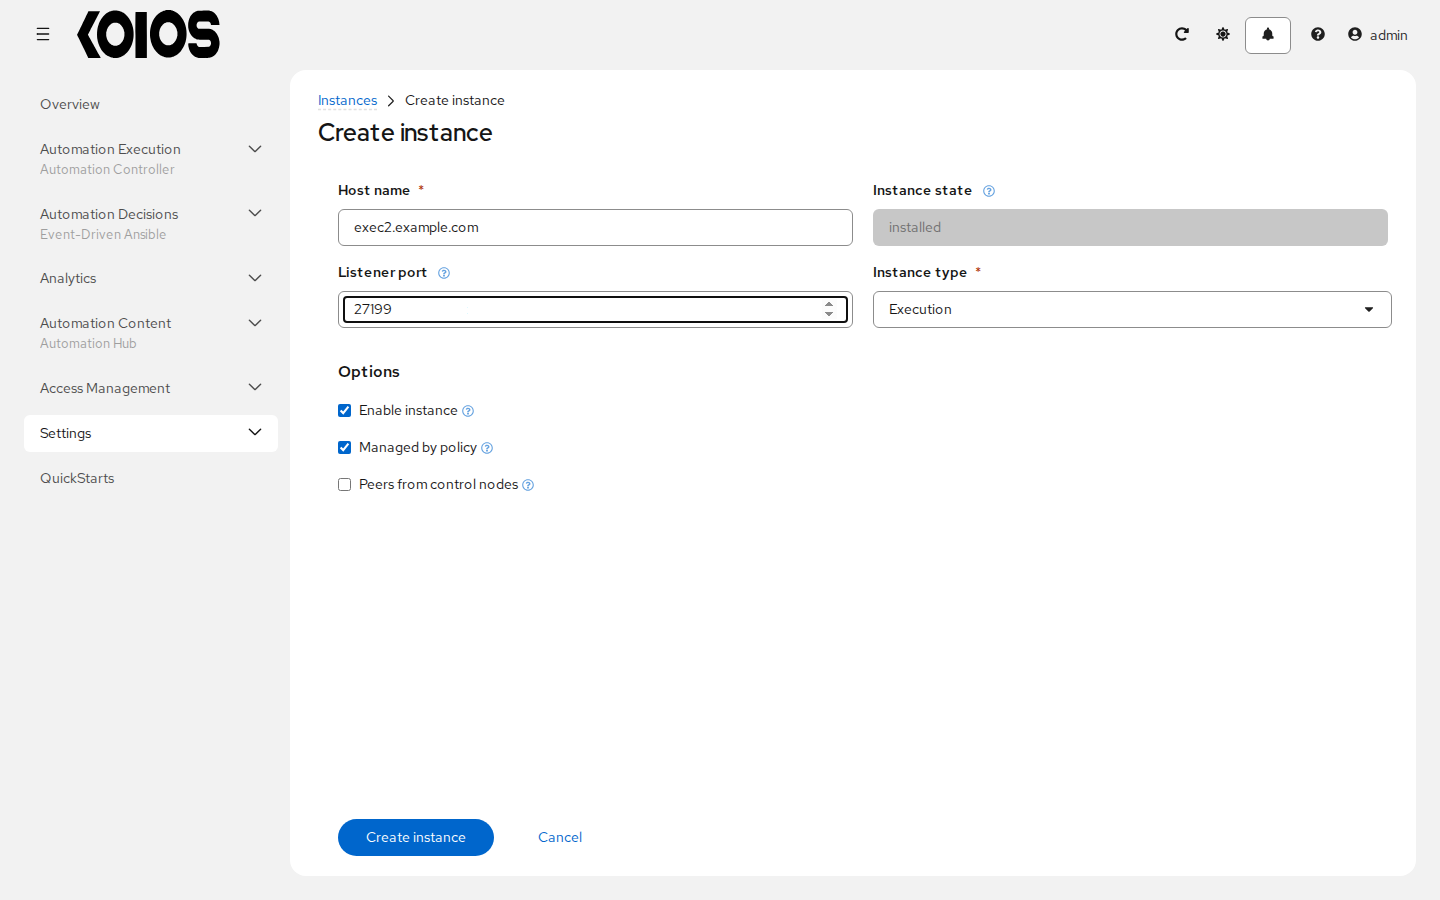 KOIOS
admin
Overview
Automation Execution
Automation Controller
Automation Decisions
Event-Driven Ansible
Analytics
Automation Content
Automation Hub
Access Management
Settings
QuickStarts
Instances
Create instance
Create instance
Host name *
Instance state
exec2.example.com
installed
Listener port
Instance type *
27199
Execution
Options
Enable instance
Managed by policy
Peers from control nodes
Create instance
Cancel